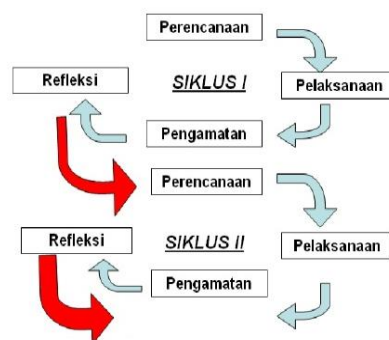 Perencanaan
Refleksi
SIKLUS I
Pelaksanaan
Pengamatan
Perencanaan
Refleksi
SIKLUS II
Pelaksanaan
Pengamatan